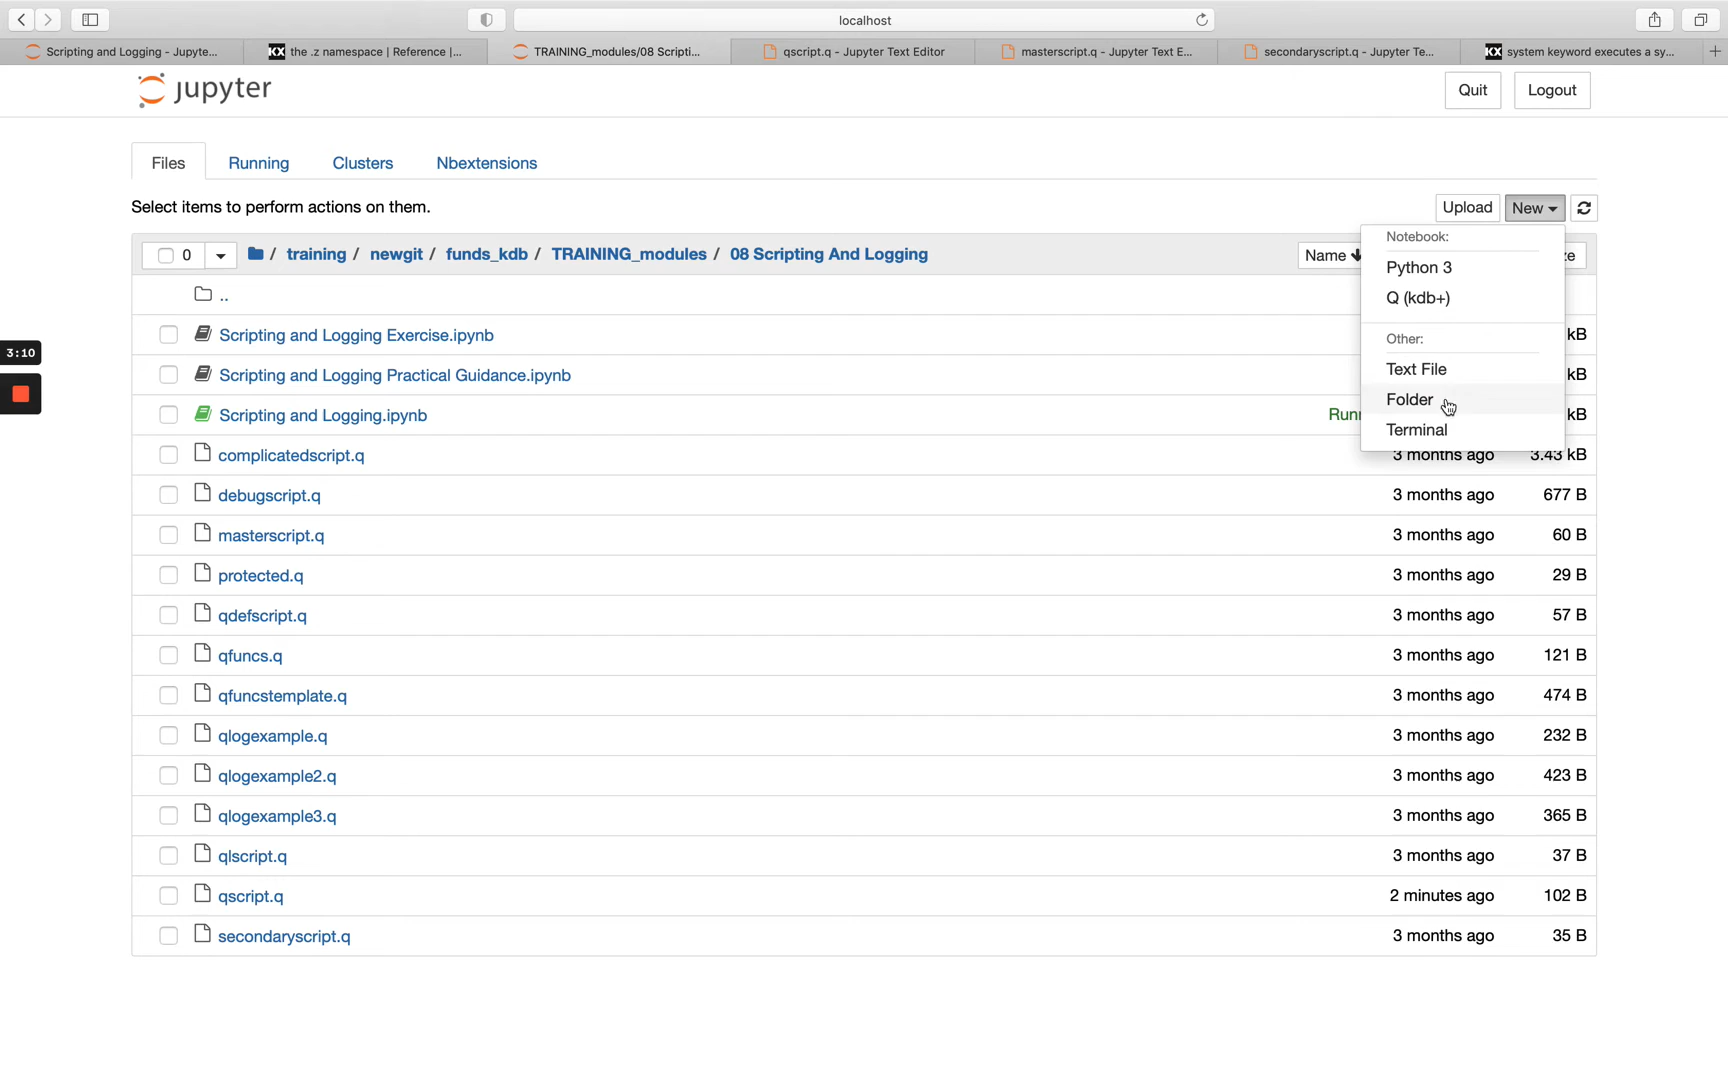 localhost
Scripting and Logging - Jupyte...
KX the .z namespace | Reference |...
TRAINING_modules/08 Scripti...
qscript.q - Jupyter Text Editor
masterscript.q - Jupyter Text E...
secondaryscript.q - Jupyter Te...
KX system keyword executes a sy...
jupyter
Quit
Logout
Files
Running
Clusters
Nbextensions
Select items to perform actions on them.
Upload
New
0
/ training / newgit / funds_kdb / TRAINING_modules / 08 Scripting And Logging
Name
ze
Notebook:
Python 3
Q (kdb+)
Other:
Text File
Folder
Terminal
..
Scripting and Logging Exercise.ipynb
kB
Scripting and Logging Practical Guidance.ipynb
kB
Scripting and Logging.ipynb
Runr
kB
complicatedscript.q
3 months ago
3.43 kB
debugscript.q
3 months ago
677 B
masterscript.q
3 months ago
60 B
protected.q
3 months ago
29 B
qdefscript.q
3 months ago
57 B
qfuncs.q
3 months ago
121 B
qfuncstemplate.q
3 months ago
474 B
qlogexample.q
3 months ago
232 B
qlogexample2.q
3 months ago
423 B
qlogexample3.q
3 months ago
365 B
qlscript.q
3 months ago
37 B
qscript.q
2 minutes ago
102 B
secondaryscript.q
3 months ago
35 B
3:10